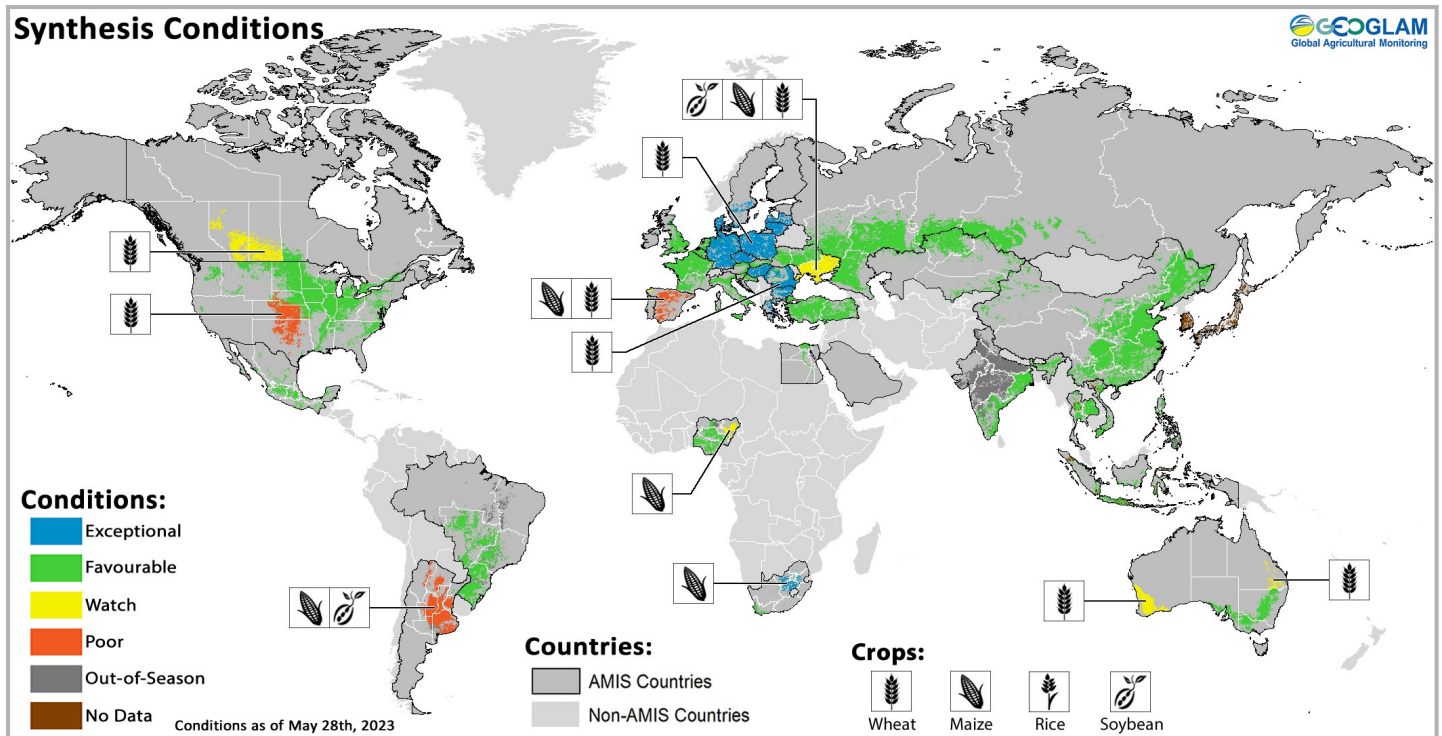 Synthesis Conditions
GEOGLAM
Global Agricultural Monitoring
Conditions:
Exceptional
Favourable
Watch
Poor
Out-of-Season
No Data
Conditions as of May 28th, 2023
Countries:
AMIS Countries
Non-AMIS Countries
Crops:
Wheat
Maize
Rice
Soybean